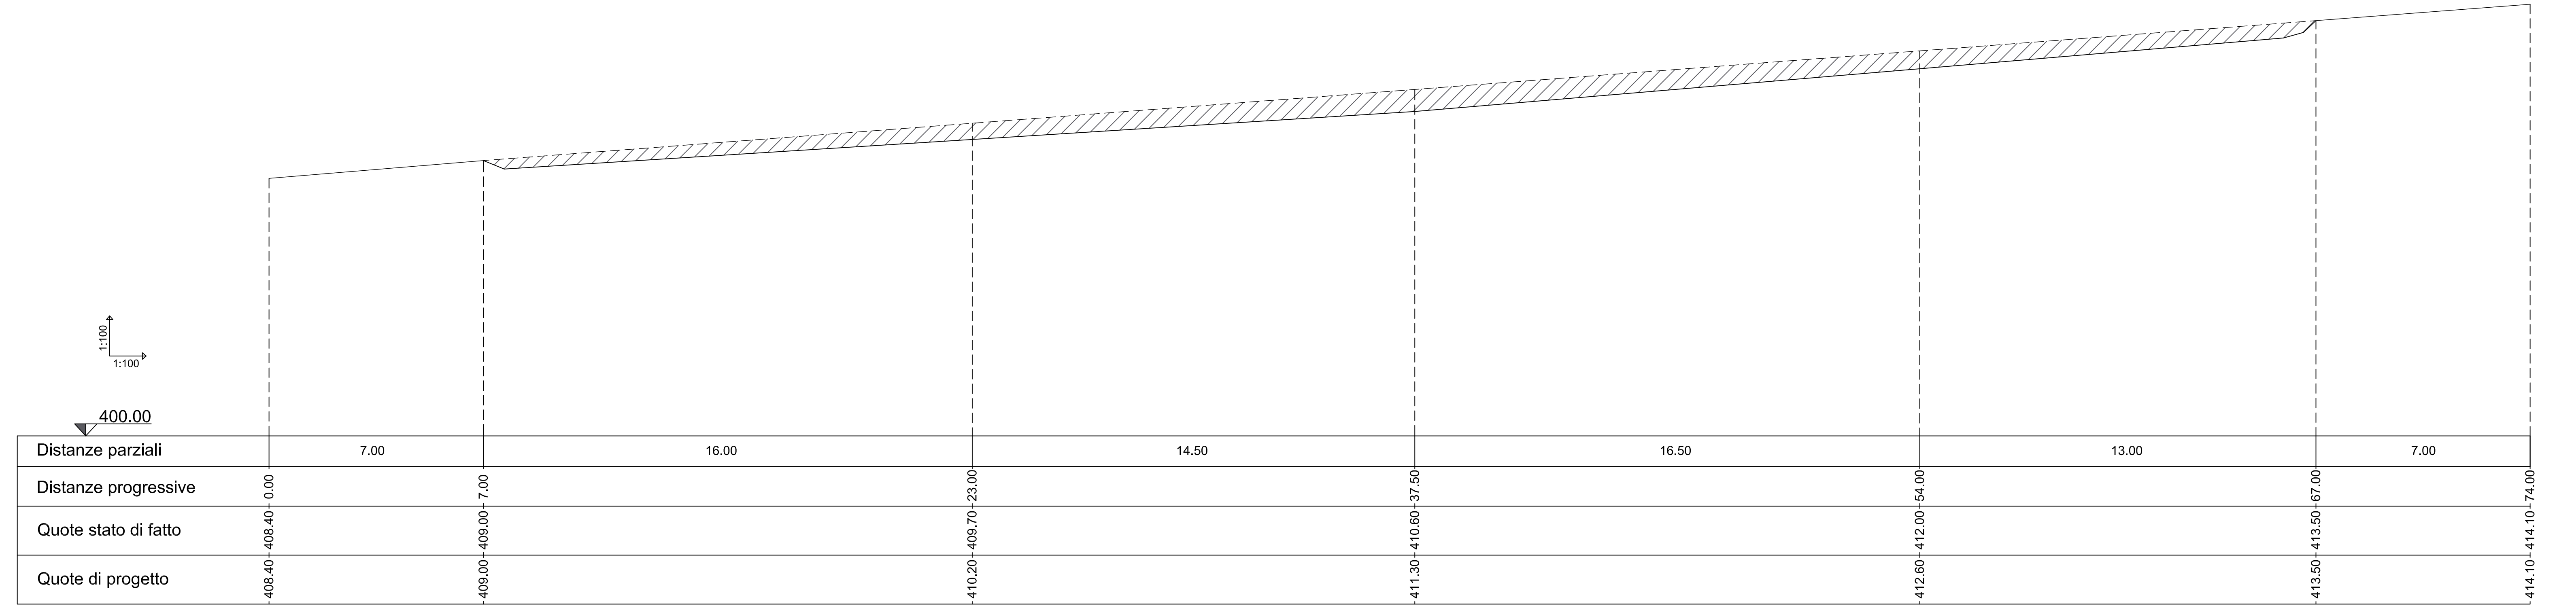 1:100
1:100
400.00
Distanze parziali 7.00 16.00 14.50 16.50 13.00 7.00
Distanze progressive 0.00 7.00 23.00 37.50 54.00 67.00 74.00
Quote stato di fatto 408.40 409.00 409.70 410.60 412.00 413.50 414.10
Quote di progetto 408.40 409.00 410.20 411.30 412.60 413.50 414.10